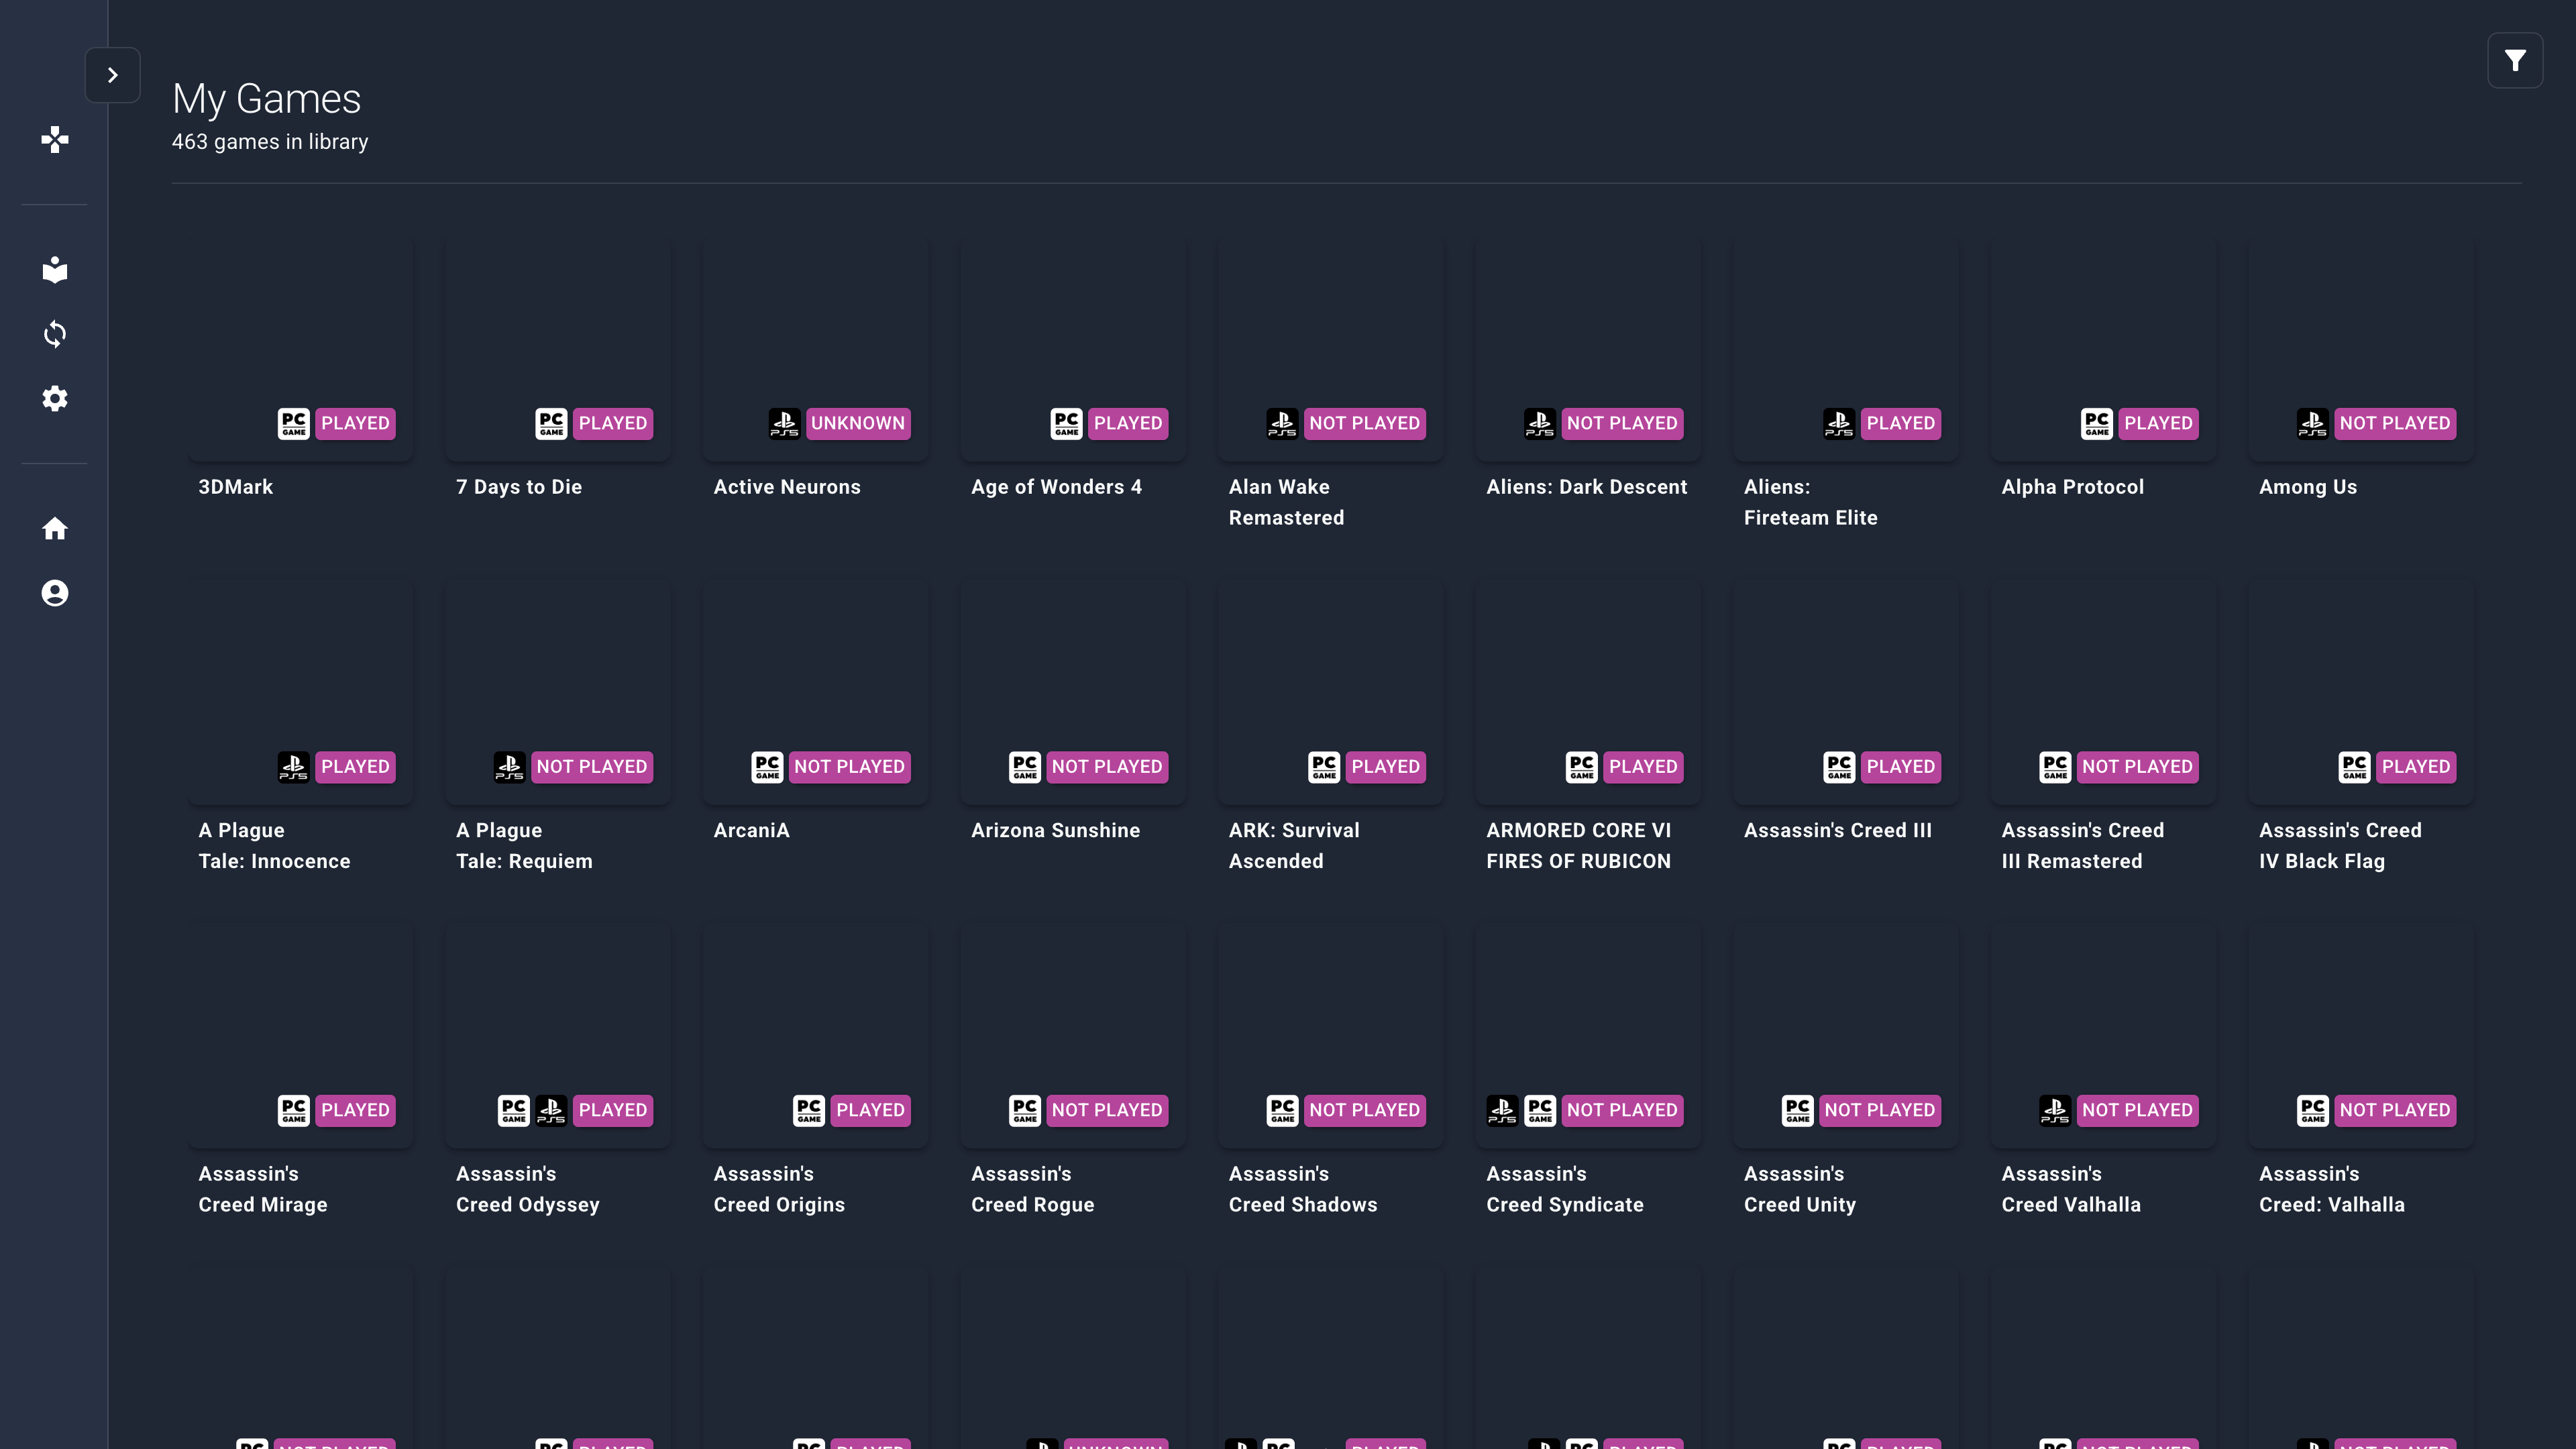 My Games
463 games in library
PC GAME PLAYED
PC GAME PLAYED
PS5 UNKNOWN
PC GAME PLAYED
PS5 NOT PLAYED
PS5 NOT PLAYED
PS5 PLAYED
PC GAME PLAYED
PS5 NOT PLAYED
3DMark
7 Days to Die
Active Neurons
Age of Wonders 4
Alan Wake
Remastered
Aliens: Dark Descent
Aliens:
Fireteam Elite
Alpha Protocol
Among Us
PS5 PLAYED
PS5 NOT PLAYED
PC GAME NOT PLAYED
PC GAME NOT PLAYED
PC GAME PLAYED
PC GAME PLAYED
PC GAME PLAYED
PC GAME NOT PLAYED
PC GAME PLAYED
A Plague
Tale: Innocence
A Plague
Tale: Requiem
ArcaniA
Arizona Sunshine
ARK: Survival
Ascended
ARMORED CORE VI
FIRES OF RUBICON
Assassin's Creed III
Assassin's Creed
III Remastered
Assassin's Creed
IV Black Flag
PC GAME PLAYED
PC GAME PS5 PLAYED
PC GAME PLAYED
PC GAME NOT PLAYED
PC GAME NOT PLAYED
PS5 PC GAME NOT PLAYED
PC GAME NOT PLAYED
PS5 NOT PLAYED
PC GAME NOT PLAYED
Assassin's
Creed Mirage
Assassin's
Creed Odyssey
Assassin's
Creed Origins
Assassin's
Creed Rogue
Assassin's
Creed Shadows
Assassin's
Creed Syndicate
Assassin's
Creed Unity
Assassin's
Creed Valhalla
Assassin's
Creed: Valhalla